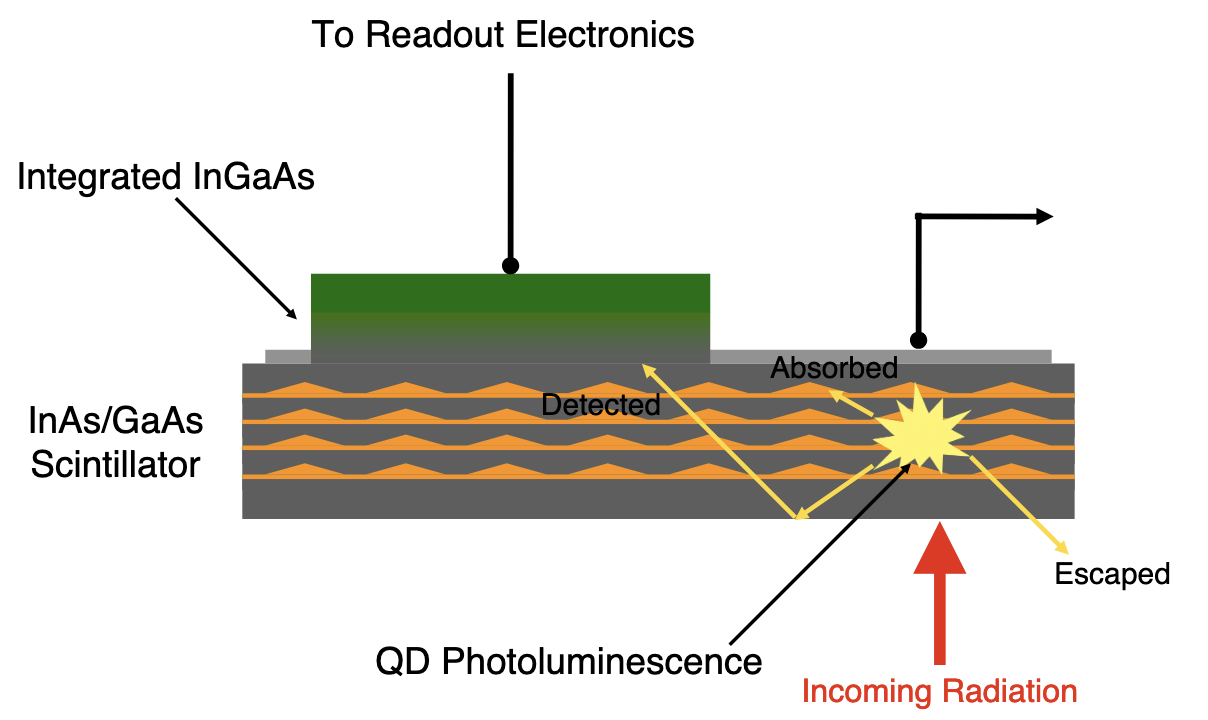 To Readout Electronics
Integrated InGaAs
Absorbed
Detected
InAs/GaAs
Scintillator
Escaped
QD Photoluminescence
Incoming Radiation